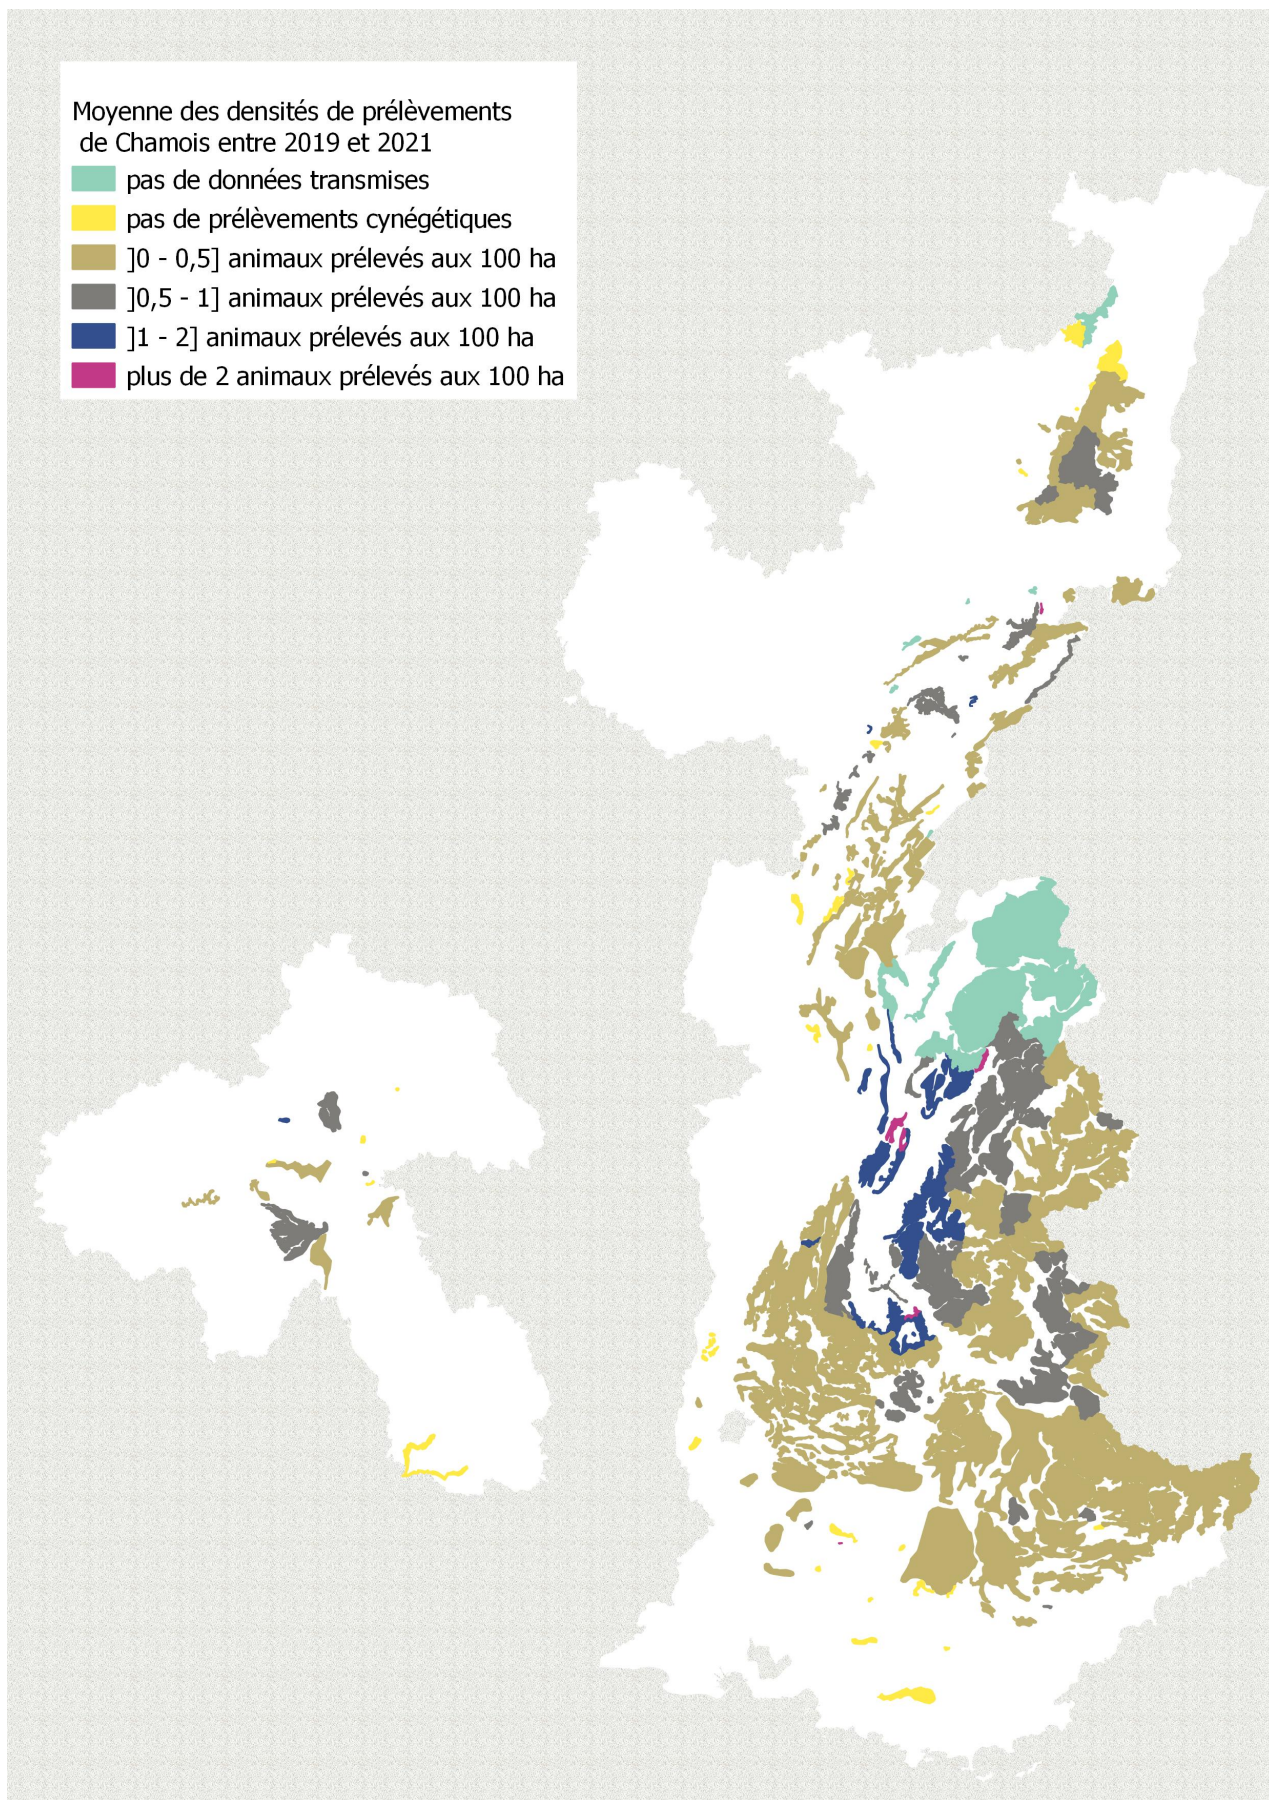 Moyenne des densités de prélèvements
de Chamois entre 2019 et 2021
pas de données transmises
pas de prélèvements cynégétiques
]0 - 0,5] animaux prélevés aux 100 ha
]0,5 - 1] animaux prélevés aux 100 ha
]1 - 2] animaux prélevés aux 100 ha
plus de 2 animaux prélevés aux 100 ha